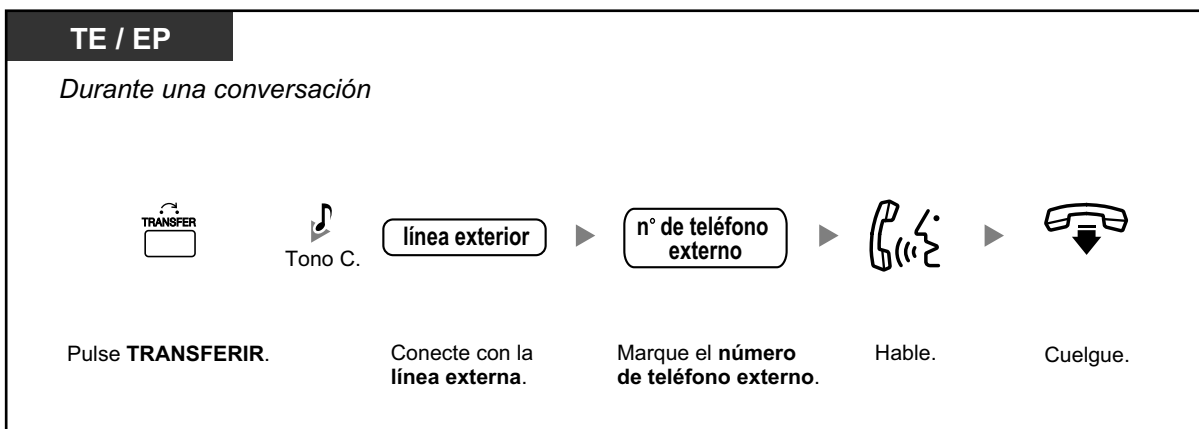 TE / EP
Durante una conversación
TRANSFER
Tono C.
línea exterior
n° de teléfono
externo
Pulse TRANSFERIR.
Conecte con la
línea externa.
Marque el número
de teléfono externo.
Hable.
Cuelgue.